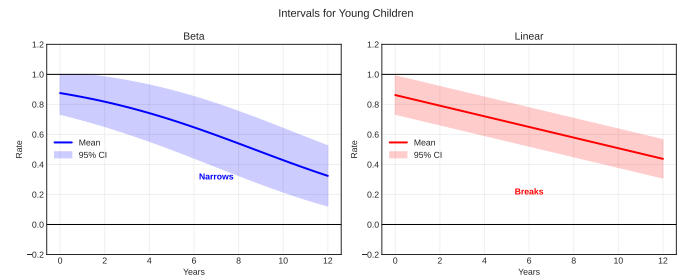 Intervals for Young Children
Beta
Rate
1.2
1.0
0.8
0.6
0.4
0.2
0.0
−0.2
Mean
95% CI
Narrows
0 2 4 6 8 10 12
Years
Linear
Rate
1.2
1.0
0.8
0.6
0.4
0.2
0.0
−0.2
Mean
95% CI
Breaks
0 2 4 6 8 10 12
Years